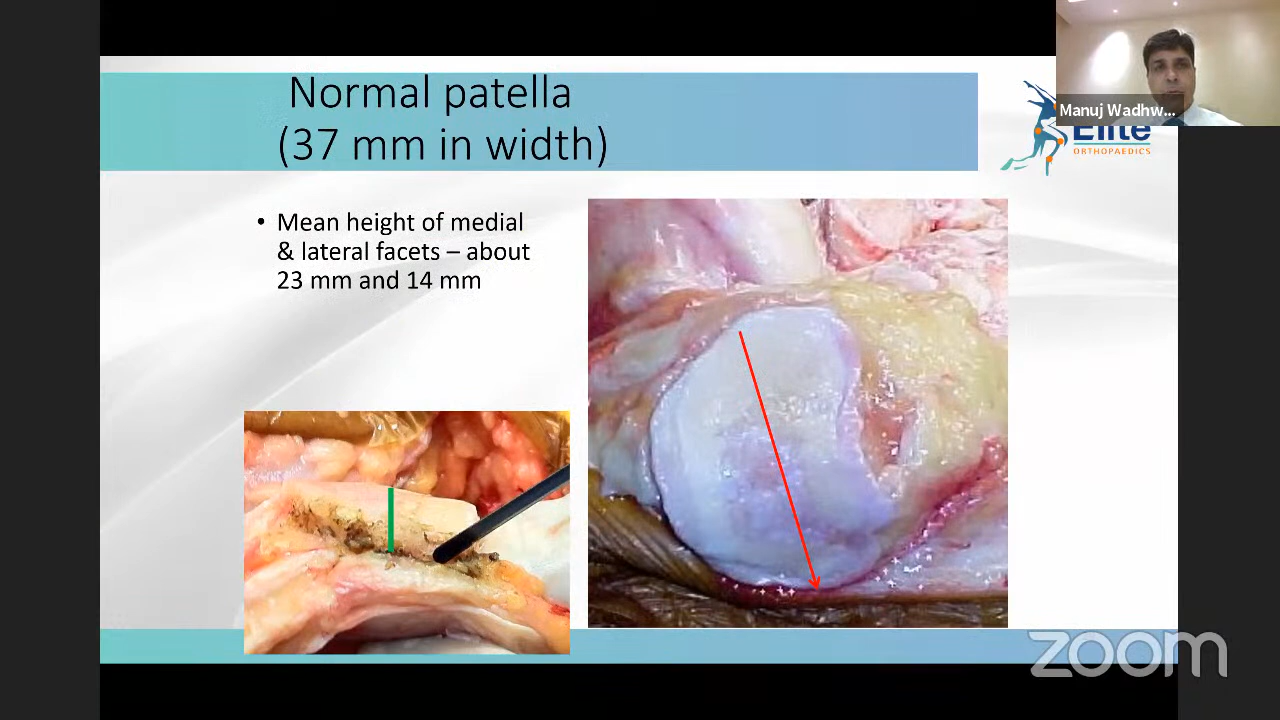 Normal patella
(37 mm in width)
Manuj Wadhw...
Elite
ORTHOPAEDICS
• Mean height of medial
& lateral facets – about
23 mm and 14 mm
zoom